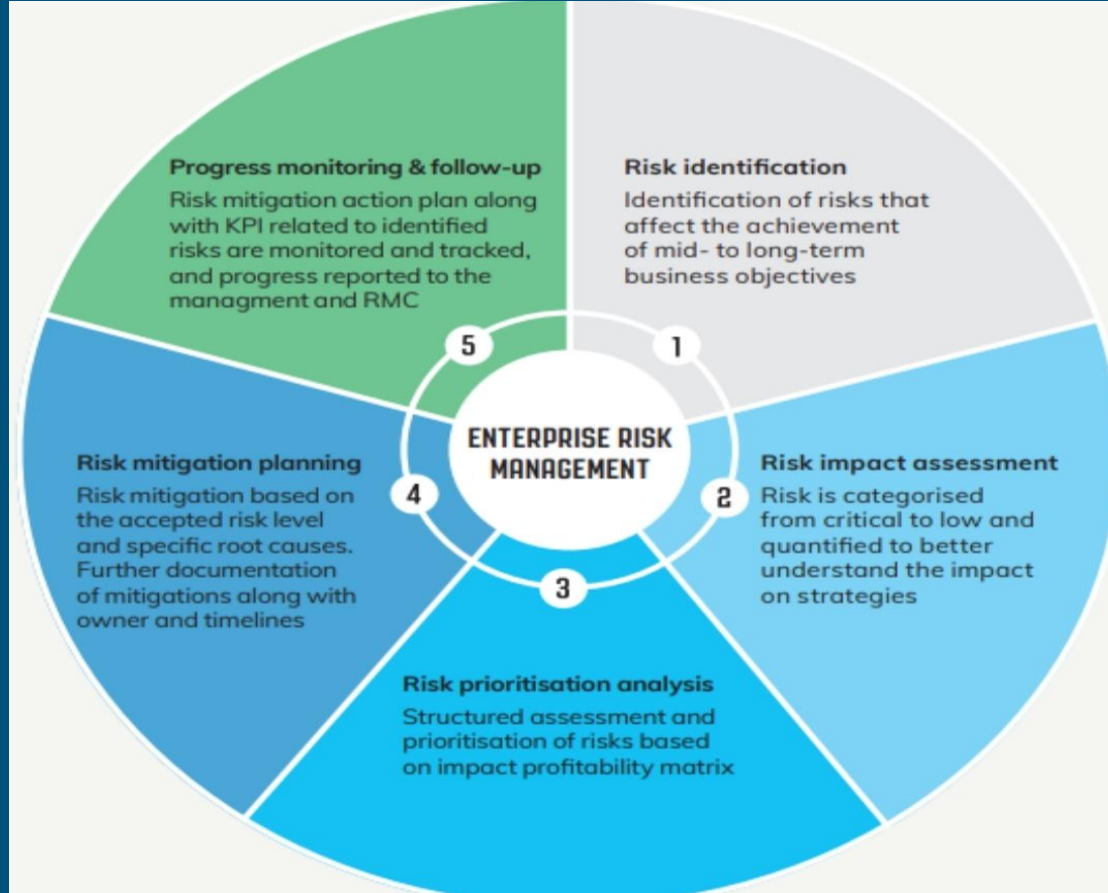 Progress monitoring & follow-up
Risk mitigation action plan along
with KPI related to identified
risks are monitored and tracked,
and progress reported to the
managment and RMC
Risk identification
Identification of risks that
affect the achievement
of mid- to long-term
business objectives
5
1
ENTERPRISE RISK
MANAGEMENT
Risk mitigation planning
Risk mitigation based on
the accepted risk level
and specific root causes.
Further documentation
of mitigations along with
owner and timelines
4
2
Risk impact assessment
Risk is categorised
from critical to low and
quantified to better
understand the impact
on strategies
3
Risk prioritisation analysis
Structured assessment and
prioritisation of risks based
on impact profitability matrix